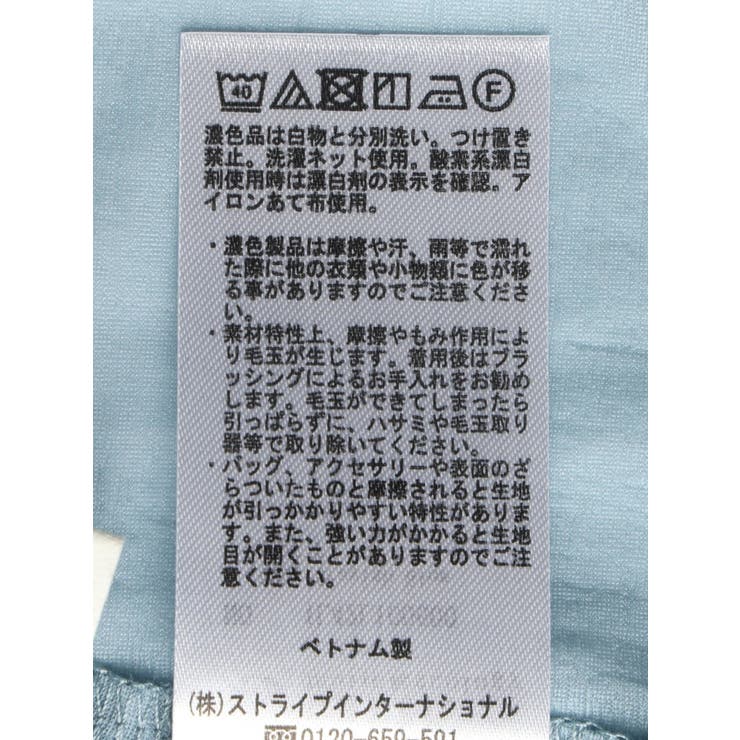 40 F
濃色品は白物と分別洗い。つけ置き
禁止。洗濯ネット使用。酸素系漂白
剤使用時は漂白剤の表示を確認。ア
イロンあて布使用。
・濃色製品は摩擦や汗、雨等で濡れ
た際に他の衣類や小物類に色が移
る事がありますのでご注意くださ
い。
・素材特性上、摩擦やもみ作用によ
り毛玉が生じます。着用後はブラ
ッシングによるお手入れをお勧め
します。毛玉ができてしまったら
引っぱらずに、ハサミや毛玉取り
器等で取り除いてください。
・バッグ、アクセサリーや表面のざ
らついたものと摩擦されると生地
が引っかかりやすい特性がありま
す。また、強い力がかかると生地
目が開くことがありますのでご注
意ください。
ベトナム製
(株)ストライプインターナショナル
0120-659-591